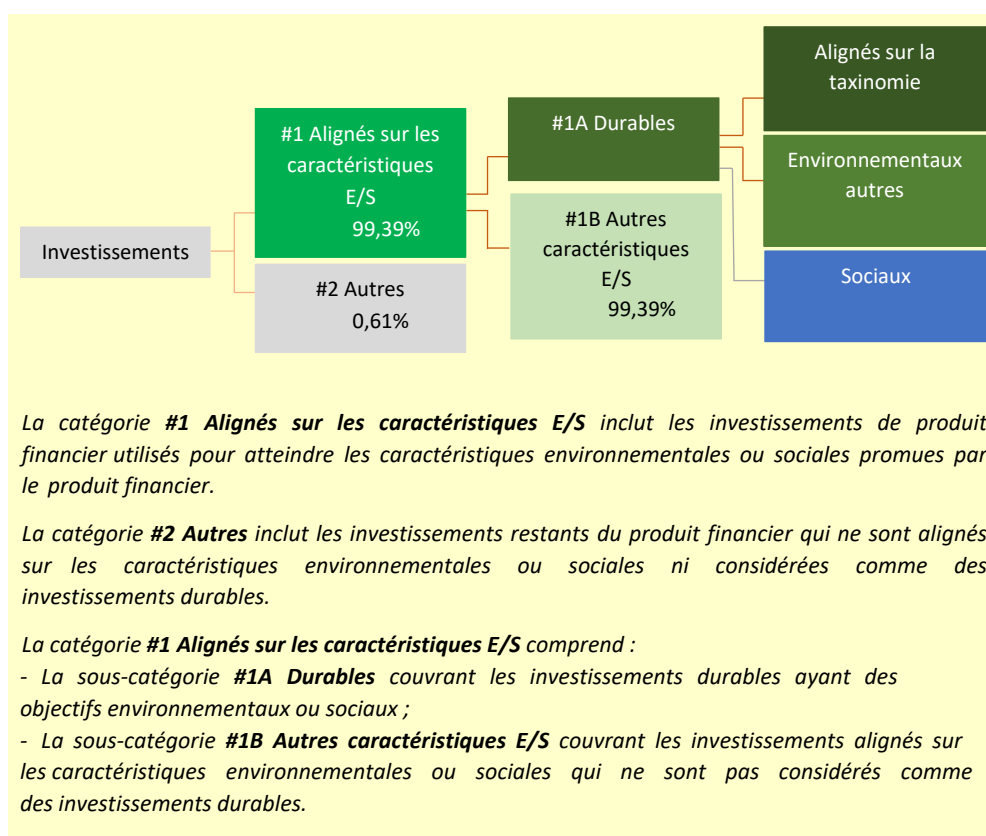 Investissements
#1 Alignés sur les
caractéristiques
E/S
99,39%
#2 Autres
0,61%
#1A Durables
#1B Autres
caractéristiques
E/S
99,39%
Alignés sur la
taxinomie
Environnementaux
autres
Sociaux
La catégorie #1 Alignés sur les caractéristiques E/S inclut les investissements de produit
financier utilisés pour atteindre les caractéristiques environnementales ou sociales promues par
le produit financier.
La catégorie #2 Autres inclut les investissements restants du produit financier qui ne sont alignés
sur les caractéristiques environnementales ou sociales ni considérées comme des
investissements durables.
La catégorie #1 Alignés sur les caractéristiques E/S comprend :
- La sous-catégorie #1A Durables couvrant les investissements durables ayant des
objectifs environnementaux ou sociaux ;
- La sous-catégorie #1B Autres caractéristiques E/S couvrant les investissements alignés sur
les caractéristiques environnementales ou sociales qui ne sont pas considérés comme
des investissements durables.